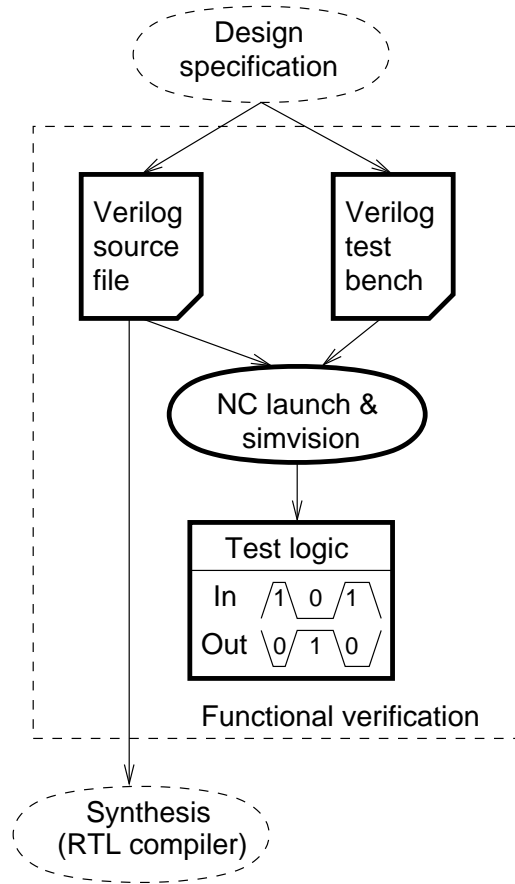 Design
specification
Verilog
source
file
Verilog
test
bench
NC launch &
simvision
Test logic
In 1 0 1
Out 0 1 0
Functional verification
Synthesis
(RTL compiler)